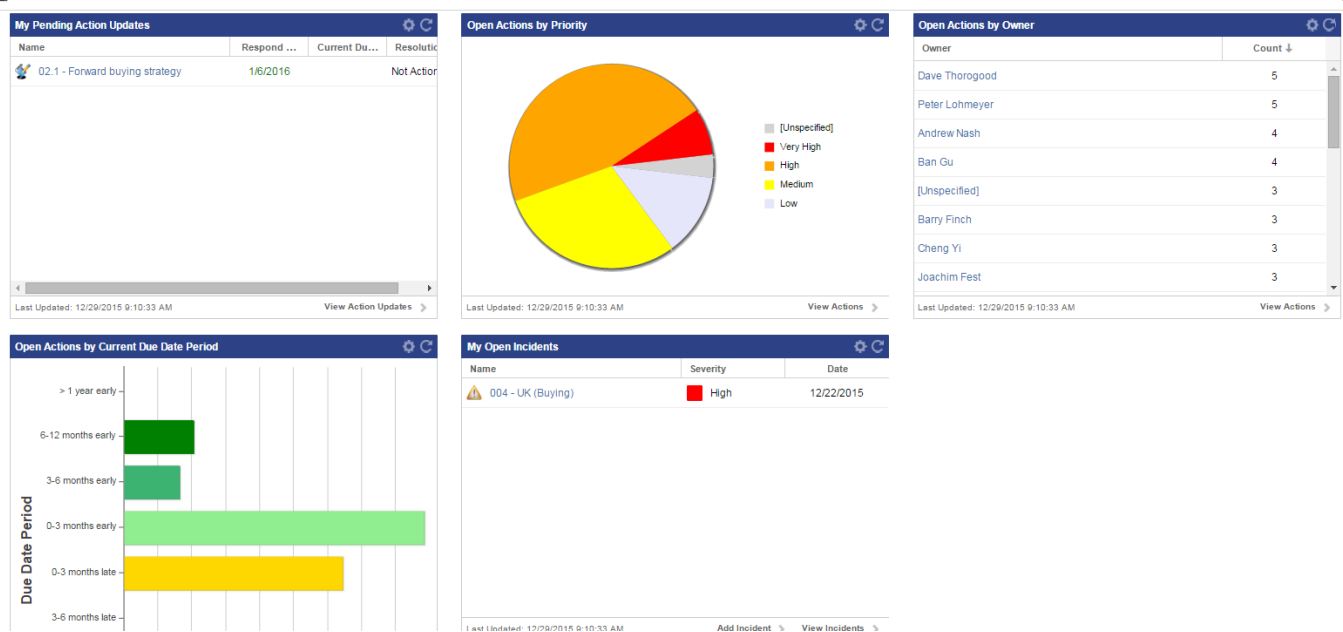 My Pending Action Updates
Name Respond ... Current Du... Resolutic
02.1 - Forward buying strategy 1/6/2016 Not Action
Last Updated: 12/29/2015 9:10:33 AM View Action Updates
Open Actions by Priority
[Unspecified]
Very High
High
Medium
Low
Last Updated: 12/29/2015 9:10:33 AM View Actions
Open Actions by Owner
Owner Count ↓
Dave Thorogood 5
Peter Lohmeyer 5
Andrew Nash 4
Ban Gu 4
[Unspecified] 3
Barry Finch 3
Cheng Yi 3
Joachim Fest 3
Last Updated: 12/29/2015 9:10:33 AM View Actions
Open Actions by Current Due Date Period
Due Date Period
> 1 year early
6-12 months early
3-6 months early
0-3 months early
0-3 months late
3-6 months late
My Open Incidents
Name Severity Date
004 - UK (Buying) High 12/22/2015
Last Updated: 12/29/2015 9:10:33 AM Add Incident View Incidents